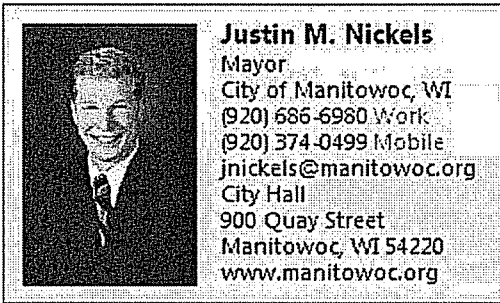 Justin M. Nickels
Mayor
City of Manitowoc, WI
(920) 686-6980 Work
(920) 374-0499 Mobile
jnickels@manitowoc.org
City Hall
900 Quay Street
Manitowoc, WI 54220
www.manitowoc.org